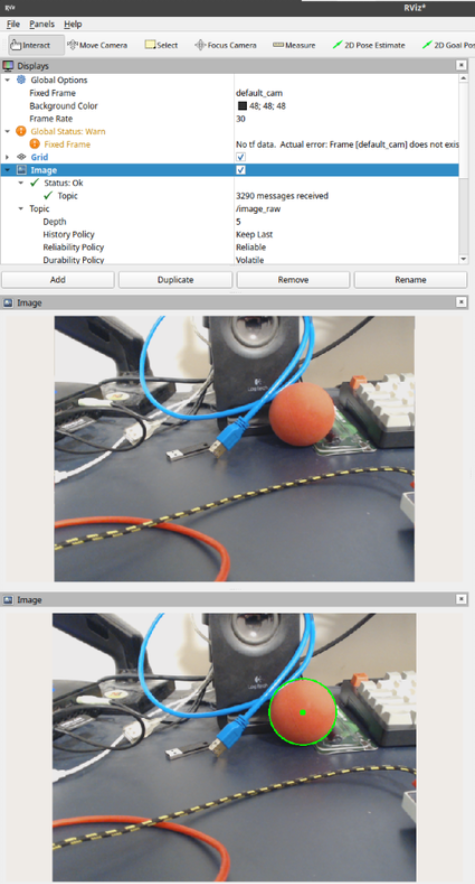 RViz
RViz*
File Panels Help
Interact Move Camera Select Focus Camera Measure 2D Pose Estimate 2D Goal Pos
Displays
Global Options
Fixed Frame default_cam
Background Color 48; 48; 48
Frame Rate 30
Global Status: Warn
Fixed Frame No tf data. Actual error: Frame [default_cam] does not exis
Grid
Image
Status: Ok
Topic 3290 messages received
Topic /image_raw
Depth 5
History Policy Keep Last
Reliability Policy Reliable
Durability Policy Volatile
Add Duplicate Remove Rename
Image
Logitech
Image
Logitech